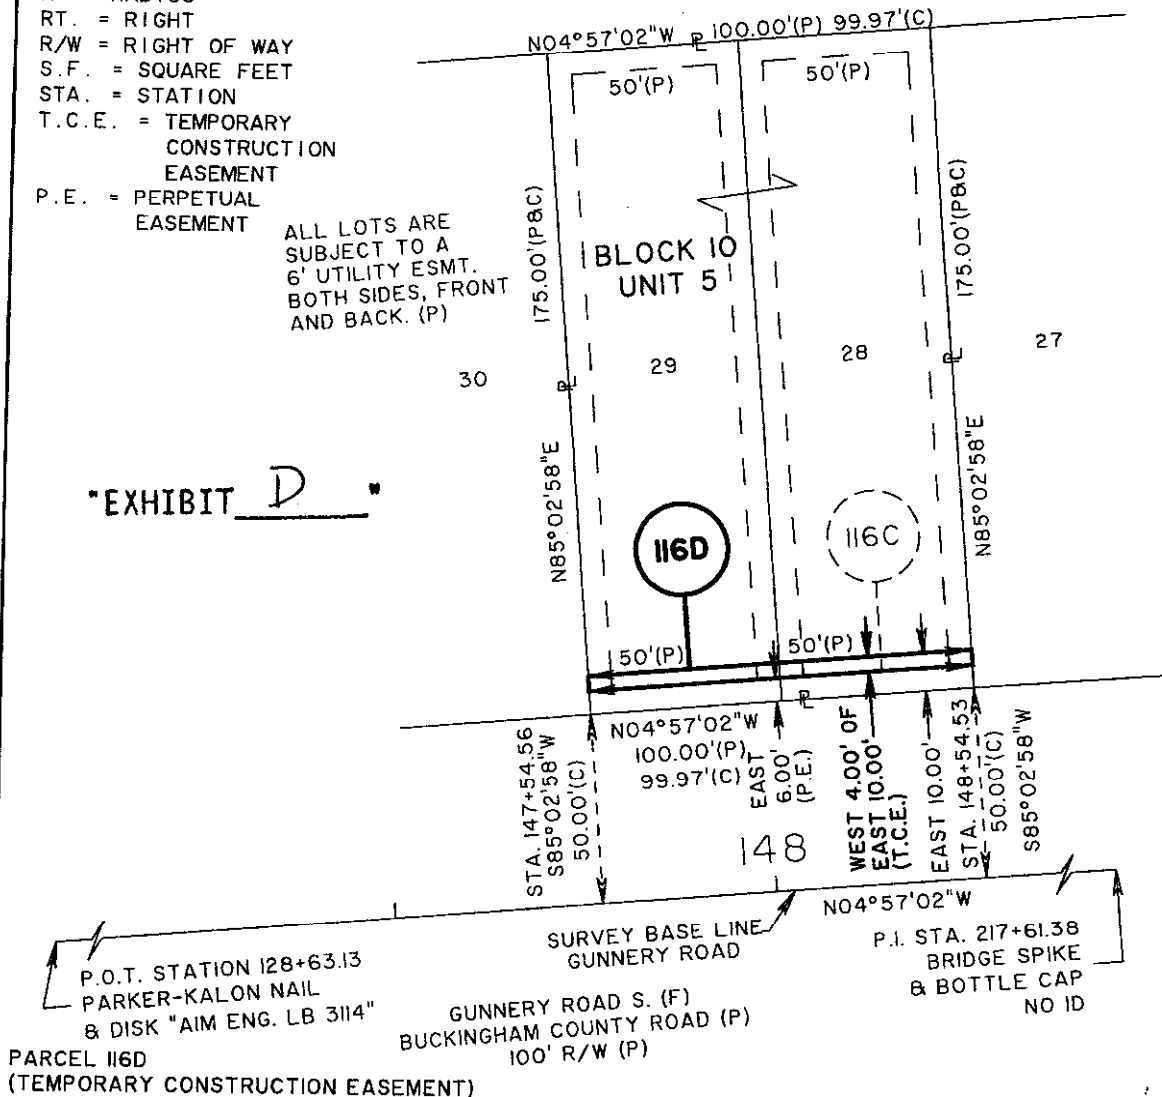 RT. = RIGHT
R/W = RIGHT OF WAY
S.F. = SQUARE FEET
STA. = STATION
T.C.E. = TEMPORARY
CONSTRUCTION
EASEMENT
P.E. = PERPETUAL
EASEMENT
ALL LOTS ARE
SUBJECT TO A
6' UTILITY ESMT.
BOTH SIDES, FRONT
AND BACK. (P)
N04°57'02"W PL 100.00'(P) 99.97'(C)
50'(P)
50'(P)
175.00'(P&C)
175.00'(P&C)
BLOCK 10
UNIT 5
30
29
28
27
PL
PL
N85°02'58"E
N85°02'58"E
"EXHIBIT D "
116D
116C
50'(P)
50'(P)
PL
N04°57'02"W
100.00'(P)
99.97'(C)
STA. 147+54.56
S85°02'58"W
50.00'(C)
EAST
6.00'
(P.E.)
WEST 4.00' OF
EAST 10.00'
(T.C.E.)
EAST 10.00'
STA. 148+54.53
50.00'(C)
S85°02'58"W
148
N04°57'02"W
SURVEY BASE LINE
GUNNERY ROAD
P.O.T. STATION 128+63.13
PARKER-KALON NAIL
& DISK "AIM ENG. LB 3114"
P.I. STA. 217+61.38
BRIDGE SPIKE
& BOTTLE CAP
NO ID
GUNNERY ROAD S. (F)
BUCKINGHAM COUNTY ROAD (P)
100' R/W (P)
PARCEL 116D
(TEMPORARY CONSTRUCTION EASEMENT)